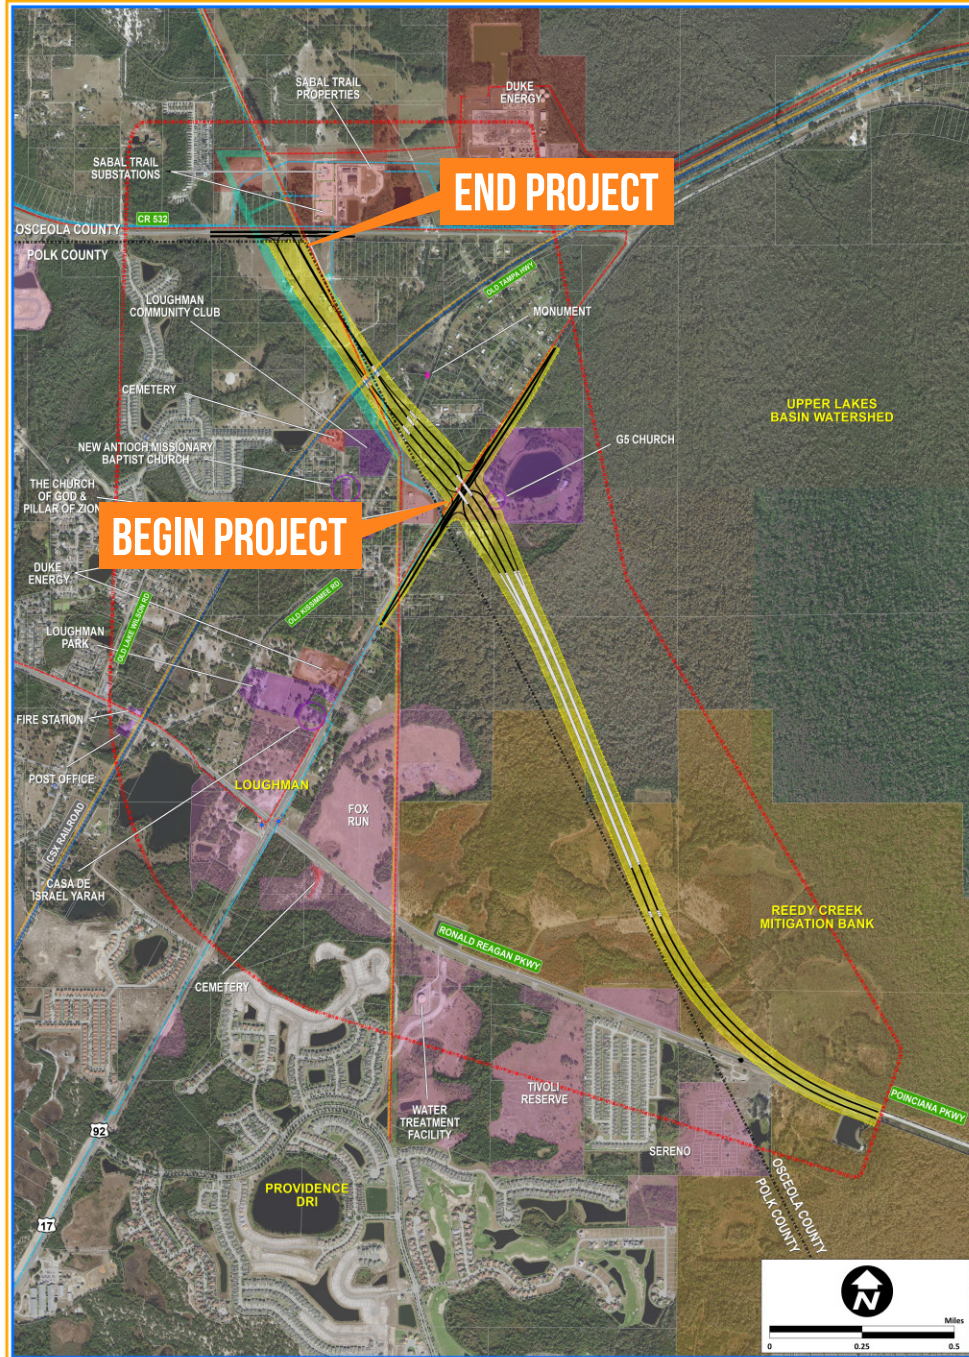 SABAL TRAIL
PROPERTIES
DUKE
ENERGY
SABAL TRAIL
SUBSTATIONS
END PROJECT
CR 532
OSCEOLA COUNTY
POLK COUNTY
OLD TAMPA HWY
LOUGHMAN
COMMUNITY CLUB
MONUMENT
CEMETERY
UPPER LAKES
BASIN WATERSHED
NEW ANTIOCH MISSIONARY
BAPTIST CHURCH
G5 CHURCH
THE CHURCH
OF GOD &
PILLAR OF ZION
BEGIN PROJECT
DUKE
ENERGY
OLD KISSIMMEE RD
OLD LAKE WILSON RD
LOUGHMAN
PARK
FIRE STATION
POST OFFICE
LOUGHMAN
FOX
RUN
CSX RAILROAD
CASA DE
ISRAEL YARAH
REEDY CREEK
MITIGATION BANK
RONALD REAGAN PKWY
CEMETERY
TIVOLI
RESERVE
POINCIANA PKWY
WATER
TREATMENT
FACILITY
92
SERENO
PROVIDENCE
DRI
OSCEOLA COUNTY
POLK COUNTY
17
N
Miles
0
0.25
0.5